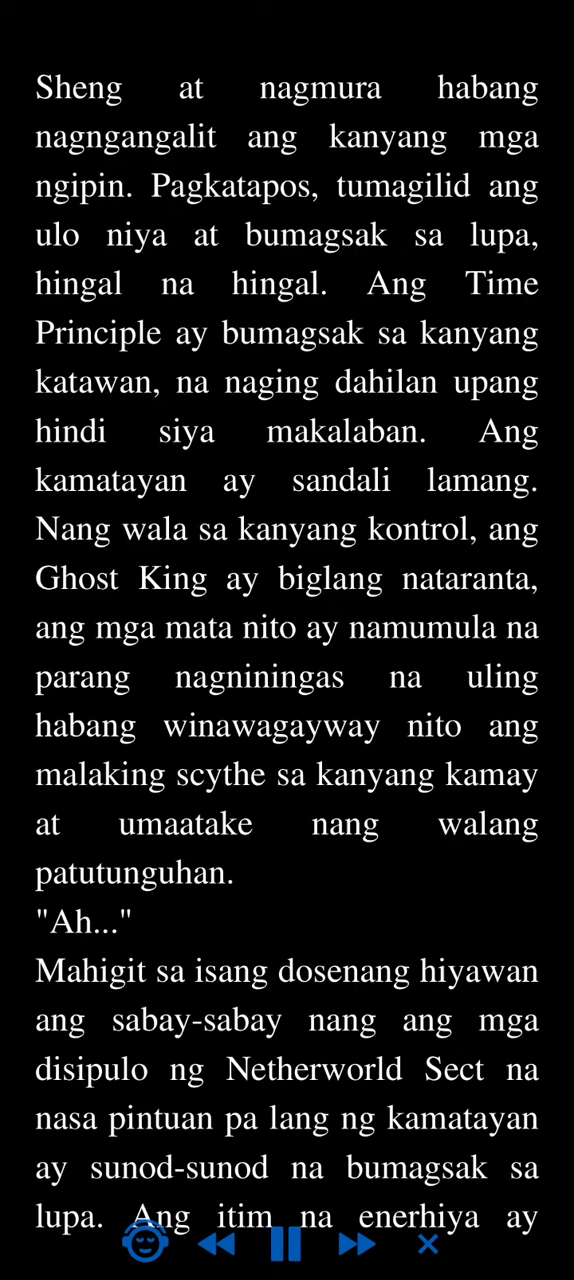 Sheng at nagmura habang
nagngangalit ang kanyang mga
ngipin. Pagkatapos, tumagilid ang
ulo niya at bumagsak sa lupa,
hingal na hingal. Ang Time
Principle ay bumagsak sa kanyang
katawan, na naging dahilan upang
hindi siya makalaban. Ang
kamatayan ay sandali lamang.
Nang wala sa kanyang kontrol, ang
Ghost King ay biglang nataranta,
ang mga mata nito ay namumula na
parang nagniningas na uling
habang winawagayway nito ang
malaking scythe sa kanyang kamay
at umaatake nang walang
patutunguhan.
"Ah..."
Mahigit sa isang dosenang hiyawan
ang sabay-sabay nang ang mga
disipulo ng Netherworld Sect na
nasa pintuan pa lang ng kamatayan
ay sunod-sunod na bumagsak sa
lupa. Ang itim na enerhiya ay